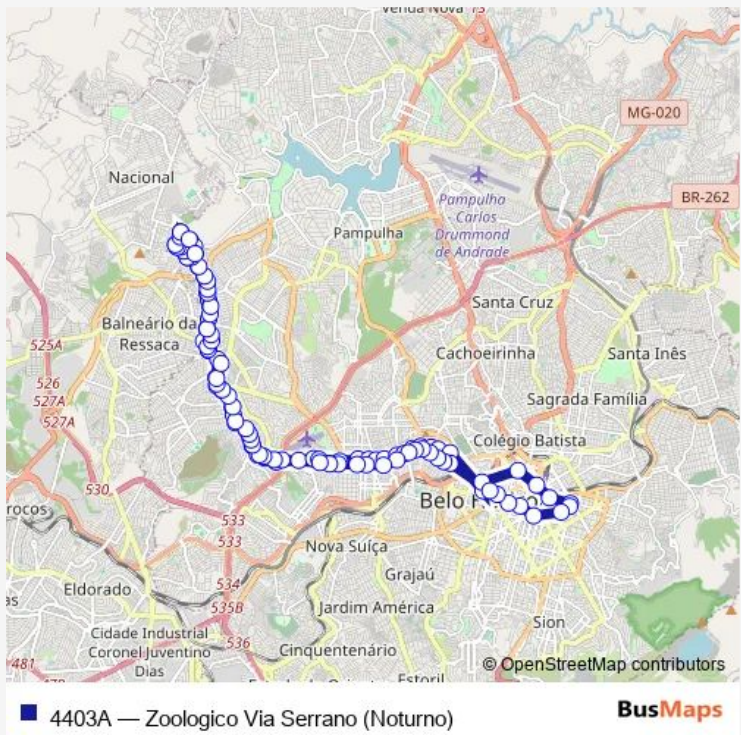 Venda Nova
MG-020
Nacional
BR-262
Pampulha
- Carlos
Drummond
de Andrade
Pampulha
Santa Cruz
Balneário da
Ressaca
525A
Cachoeirinha
Santa Inês
526
527A
527A
Sagrada Família
Colégio Batista
530
Belo
533
533
Nova Suíça
534
Grajaú
Eldorado
535B
Jardim América
Sion
Cidade Industrial
Coronel Juventino
Dias
536
Cinquentenário
481
Estoril
© OpenStreetMap contributors
4403A — Zoologico Via Serrano (Noturno)
BusMaps